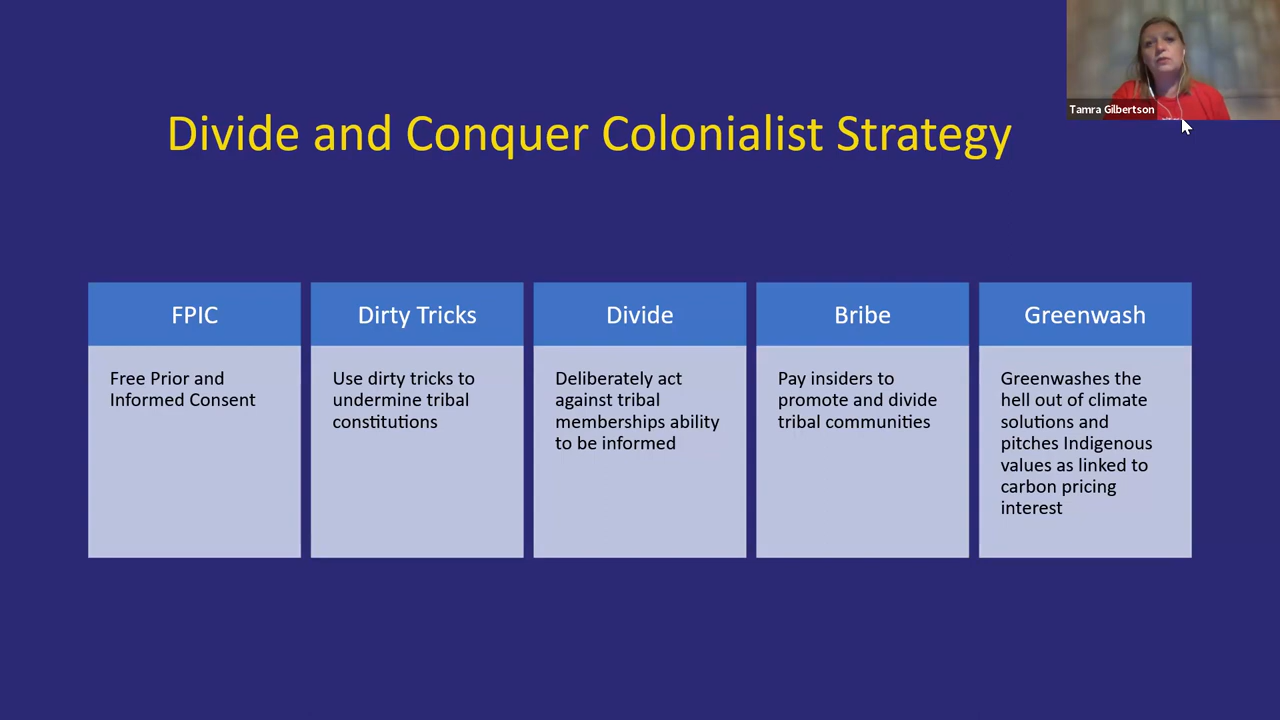 Tamra Gilbertson
Divide and Conquer Colonialist Strategy
FPIC
Free Prior and
Informed Consent
Dirty Tricks
Use dirty tricks to
undermine tribal
constitutions
Divide
Deliberately act
against tribal
memberships ability
to be informed
Bribe
Pay insiders to
promote and divide
tribal communities
Greenwash
Greenwashes the
hell out of climate
solutions and
pitches Indigenous
values as linked to
carbon pricing
interest